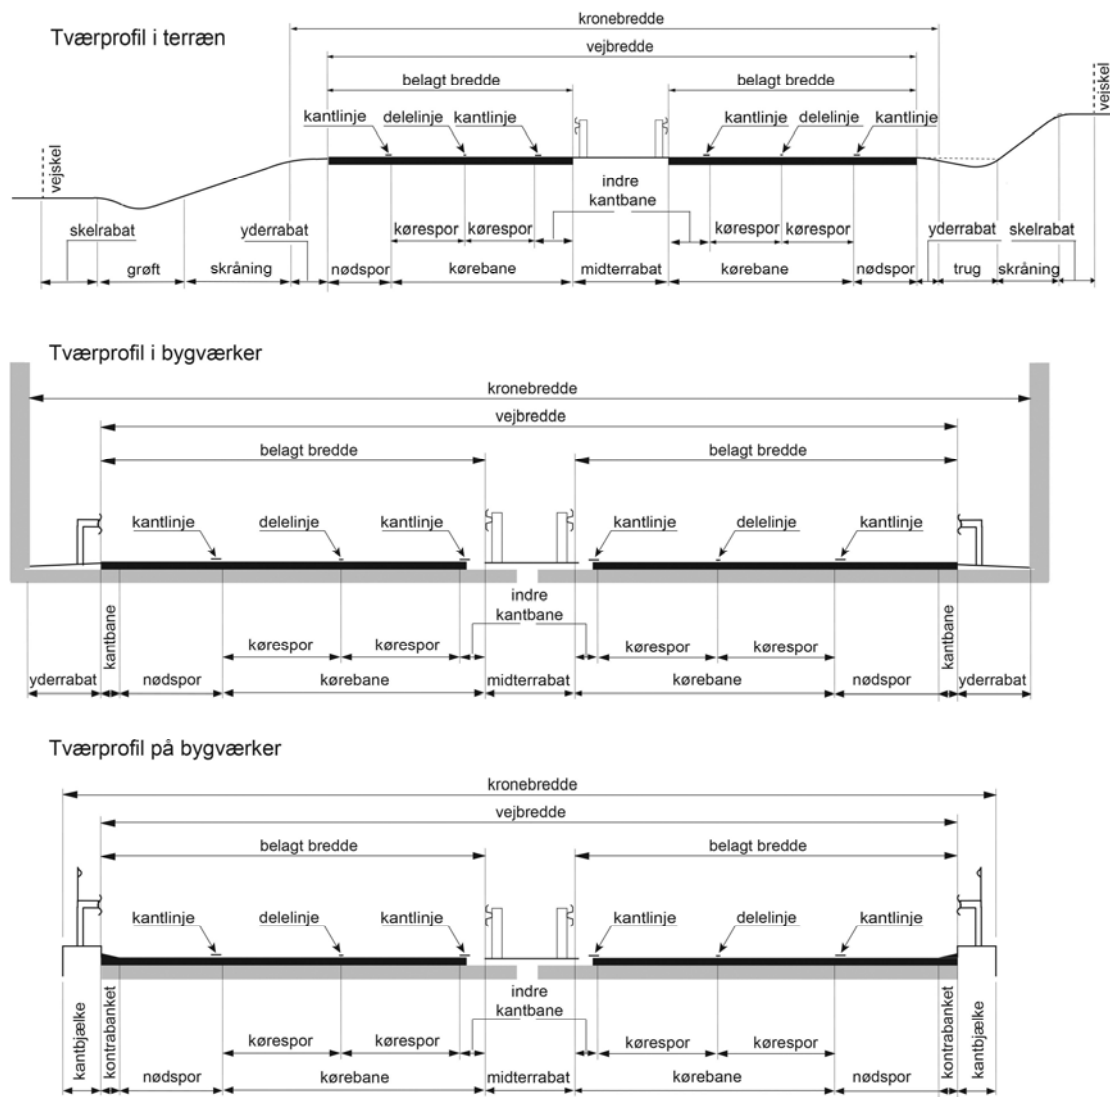 Tværprofil i terræn
kronebredde
vejbredde
belagt bredde
belagt bredde
kantlinje
delelinje
kantlinje
kantlinje
delelinje
kantlinje
vejskel
vejskel
indre
kantbane
skelrabat
yderrabat
kørespor
kørespor
kørespor
kørespor
yderrabat
skelrabat
grøft
skråning
nødspor
kørebane
midterrabat
kørebane
nødspor
trug
skråning
Tværprofil i bygværker
kronebredde
vejbredde
belagt bredde
belagt bredde
kantlinje
delelinje
kantlinje
kantlinje
delelinje
kantlinje
indre
kantbane
kantbane
kantbane
kørespor
kørespor
kørespor
kørespor
yderrabat
nødspor
kørebane
midterrabat
kørebane
nødspor
yderrabat
Tværprofil på bygværker
kronebredde
vejbredde
belagt bredde
belagt bredde
kantlinje
delelinje
kantlinje
kantlinje
delelinje
kantlinje
indre
kantbane
kantbjælke
kontrabanket
kontrabanket
kantbjælke
kørespor
kørespor
kørespor
kørespor
nødspor
kørebane
midterrabat
kørebane
nødspor